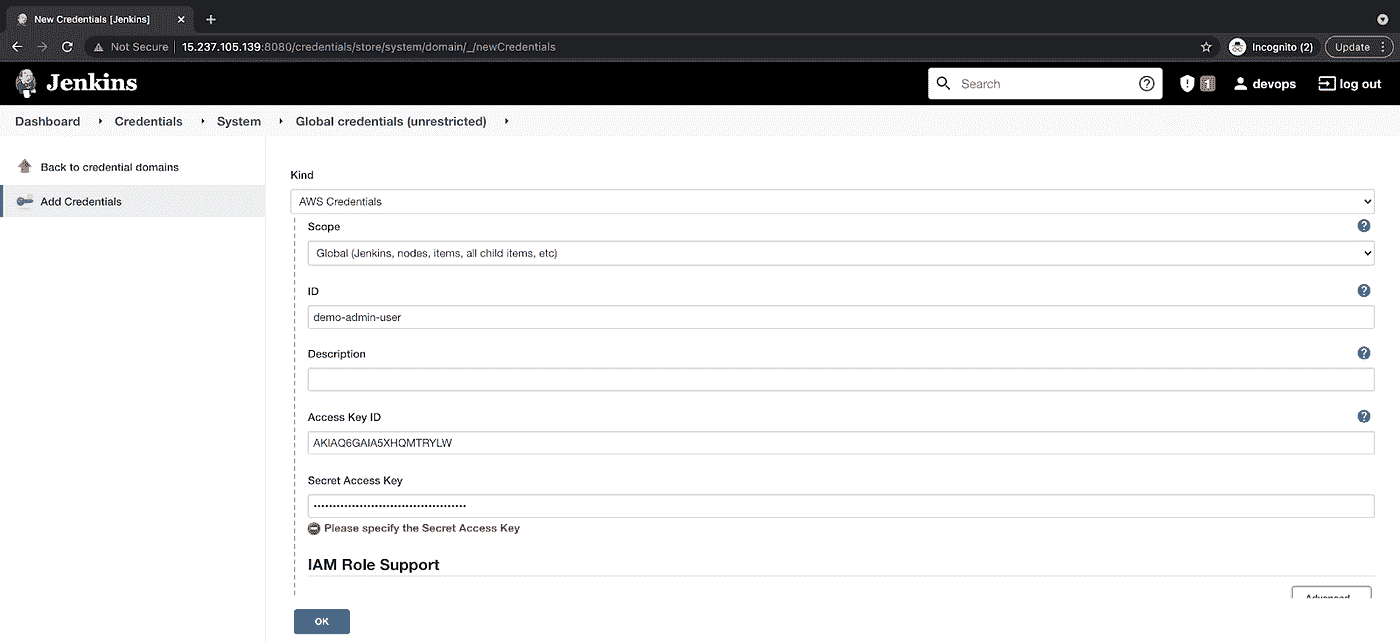 New Credentials [Jenkins]
Not Secure 15.237.105.139:8080/credentials/store/system/domain/_/newCredentials Incognito (2) Update
Jenkins Search 1 devops log out
Dashboard Credentials System Global credentials (unrestricted)
Back to credential domains
Add Credentials
Kind
AWS Credentials
Scope
Global (Jenkins, nodes, items, all child items, etc)
ID
demo-admin-user
Description
Access Key ID
AKIAQ6GAIA5XHQMTRYLW
Secret Access Key
••••••••••••••••••••••••••••••••••••••••
Please specify the Secret Access Key
IAM Role Support
Advanced...
OK